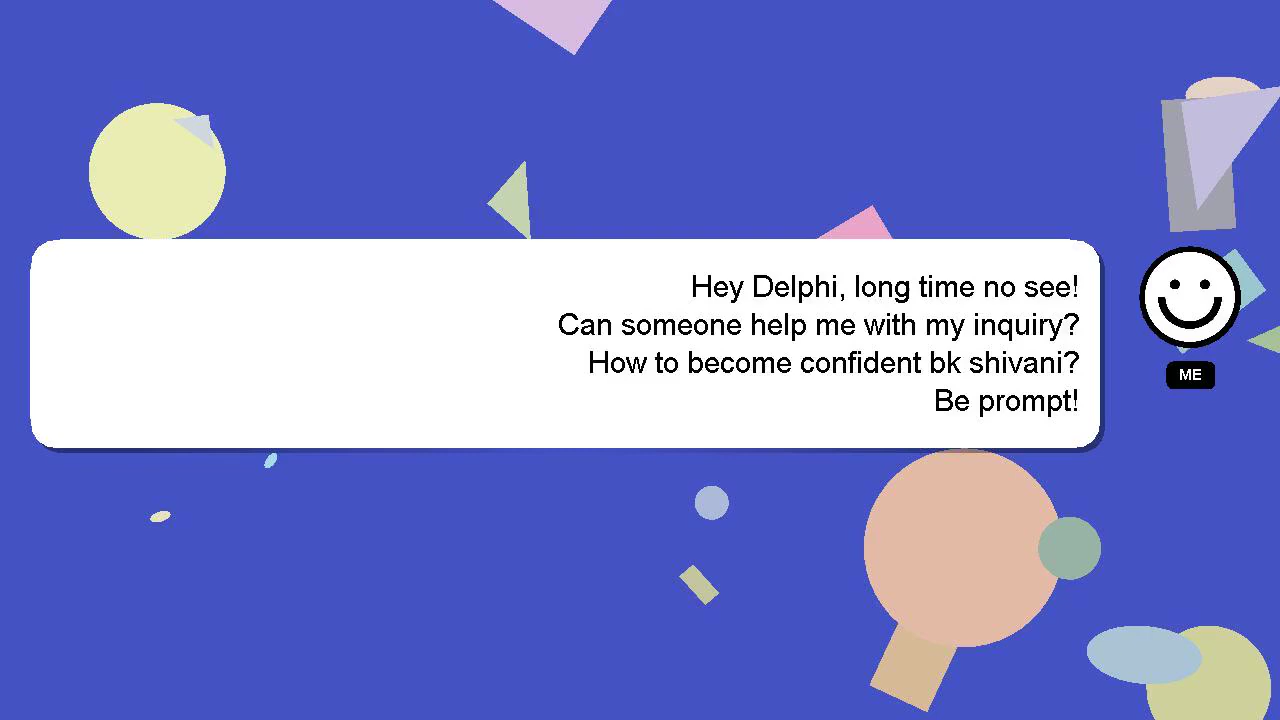 Hey Delphi, long time no see!
Can someone help me with my inquiry?
How to become confident bk shivani?
Be prompt!
ME